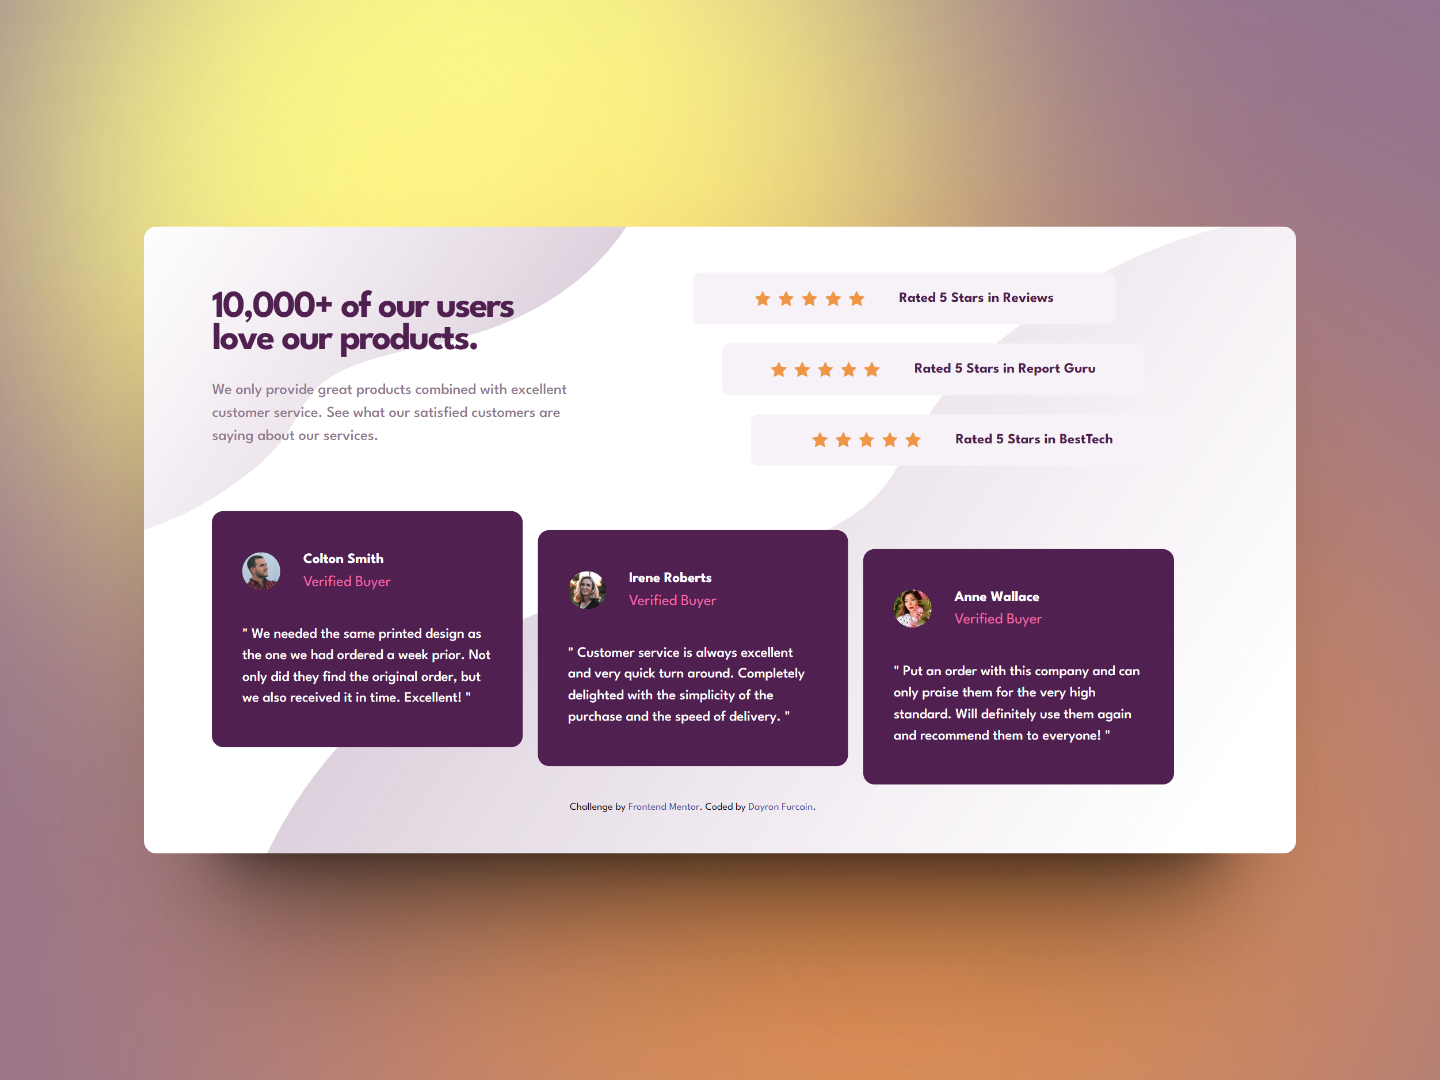 10,000+ of our users
love our products.
We only provide great products combined with excellent
customer service. See what our satisfied customers are
saying about our services.
Rated 5 Stars in Reviews
Rated 5 Stars in Report Guru
Rated 5 Stars in BestTech
Colton Smith
Verified Buyer
" We needed the same printed design as
the one we had ordered a week prior. Not
only did they find the original order, but
we also received it in time. Excellent! "
Irene Roberts
Verified Buyer
" Customer service is always excellent
and very quick turn around. Completely
delighted with the simplicity of the
purchase and the speed of delivery. "
Anne Wallace
Verified Buyer
" Put an order with this company and can
only praise them for the very high
standard. Will definitely use them again
and recommend them to everyone! "
Challenge by Frontend Mentor. Coded by Dayron Furcain.